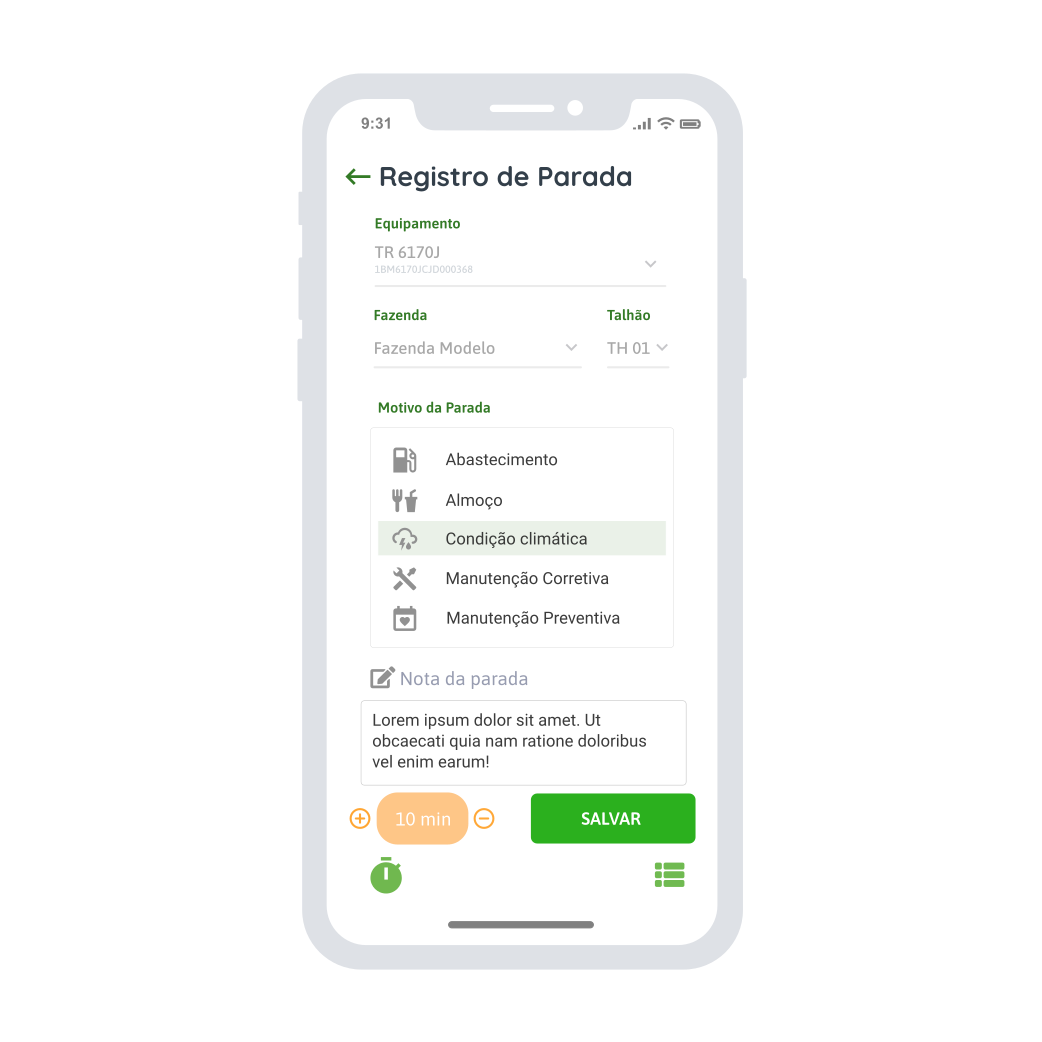 9:31
Registro de Parada
Equipamento
TR 6170J
1BM6170JCJD000368
Fazenda
Talhão
Fazenda Modelo
TH 01
Motivo da Parada
Abastecimento
Almoço
Condição climática
Manutenção Corretiva
Manutenção Preventiva
Nota da parada
Lorem ipsum dolor sit amet. Ut
obcaecati quia nam ratione doloribus
vel enim earum!
10 min
SALVAR